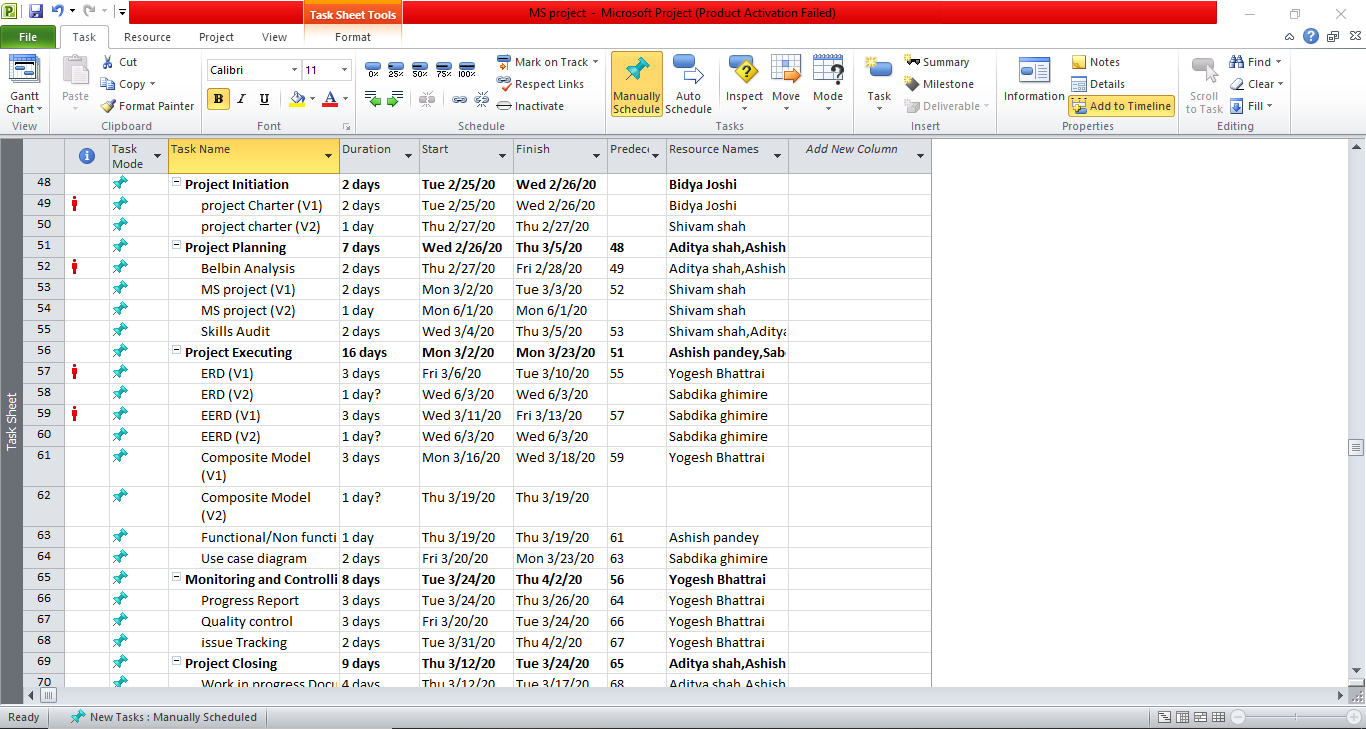 MS project - Microsoft Project (Product Activation Failed)
Task Sheet Tools
File Task Resource Project View Format
Gantt Chart
View
Paste
Cut
Copy
Format Painter
Clipboard
Calibri 11
B I U A
Font
0% 25% 50% 75% 100%
Mark on Track
Respect Links
Inactivate
Schedule
Manually Schedule
Auto Schedule
Inspect Move Mode
Tasks
Task
Summary
Milestone
Deliverable
Insert
Information
Notes
Details
Add to Timeline
Properties
Scroll to Task
Find
Clear
Fill
Editing
Task Mode Task Name Duration Start Finish Predec Resource Names Add New Column
48 Project Initiation 2 days Tue 2/25/20 Wed 2/26/20 Bidya Joshi
49 project Charter (V1) 2 days Tue 2/25/20 Wed 2/26/20 Bidya Joshi
50 project charter (V2) 1 day Thu 2/27/20 Thu 2/27/20 Shivam shah
51 Project Planning 7 days Wed 2/26/20 Thu 3/5/20 48 Aditya shah,Ashish
52 Belbin Analysis 2 days Thu 2/27/20 Fri 2/28/20 49 Aditya shah,Ashish
53 MS project (V1) 2 days Mon 3/2/20 Tue 3/3/20 52 Shivam shah
54 MS project (V2) 1 day Mon 6/1/20 Mon 6/1/20 Shivam shah
55 Skills Audit 2 days Wed 3/4/20 Thu 3/5/20 53 Shivam shah,Aditya
56 Project Executing 16 days Mon 3/2/20 Mon 3/23/20 51 Ashish pandey,Sab
57 ERD (V1) 3 days Fri 3/6/20 Tue 3/10/20 55 Yogesh Bhattrai
58 ERD (V2) 1 day? Wed 6/3/20 Wed 6/3/20 Sabdika ghimire
59 EERD (V1) 3 days Wed 3/11/20 Fri 3/13/20 57 Sabdika ghimire
60 EERD (V2) 1 day? Wed 6/3/20 Wed 6/3/20 Sabdika ghimire
61 Composite Model (V1) 3 days Mon 3/16/20 Wed 3/18/20 59 Yogesh Bhattrai
62 Composite Model (V2) 1 day? Thu 3/19/20 Thu 3/19/20
63 Functional/Non functi 1 day Thu 3/19/20 Thu 3/19/20 61 Ashish pandey
64 Use case diagram 2 days Fri 3/20/20 Mon 3/23/20 63 Sabdika ghimire
65 Monitoring and Controlli 8 days Tue 3/24/20 Thu 4/2/20 56 Yogesh Bhattrai
66 Progress Report 3 days Tue 3/24/20 Thu 3/26/20 64 Yogesh Bhattrai
67 Quality control 3 days Fri 3/20/20 Tue 3/24/20 66 Yogesh Bhattrai
68 issue Tracking 2 days Tue 3/31/20 Thu 4/2/20 67 Yogesh Bhattrai
69 Project Closing 9 days Thu 3/12/20 Tue 3/24/20 65 Aditya shah,Ashish
70 Work in progress Docu 4 days Thu 3/12/20 Tue 3/17/20 68 Aditya shah,Ashish
Task Sheet
Ready New Tasks : Manually Scheduled